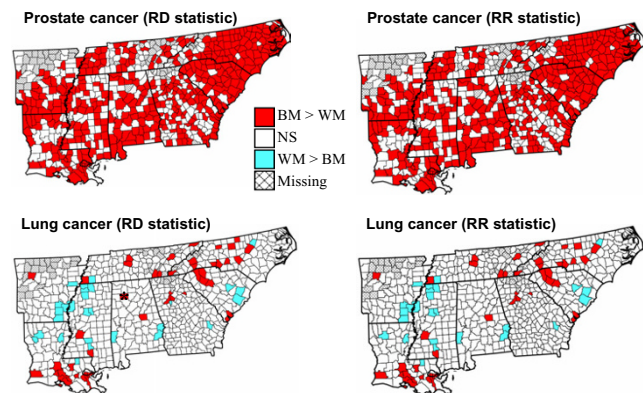 Prostate cancer (RD statistic)
Prostate cancer (RR statistic)
BM > WM
NS
WM > BM
Missing
Lung cancer (RD statistic)
Lung cancer (RR statistic)